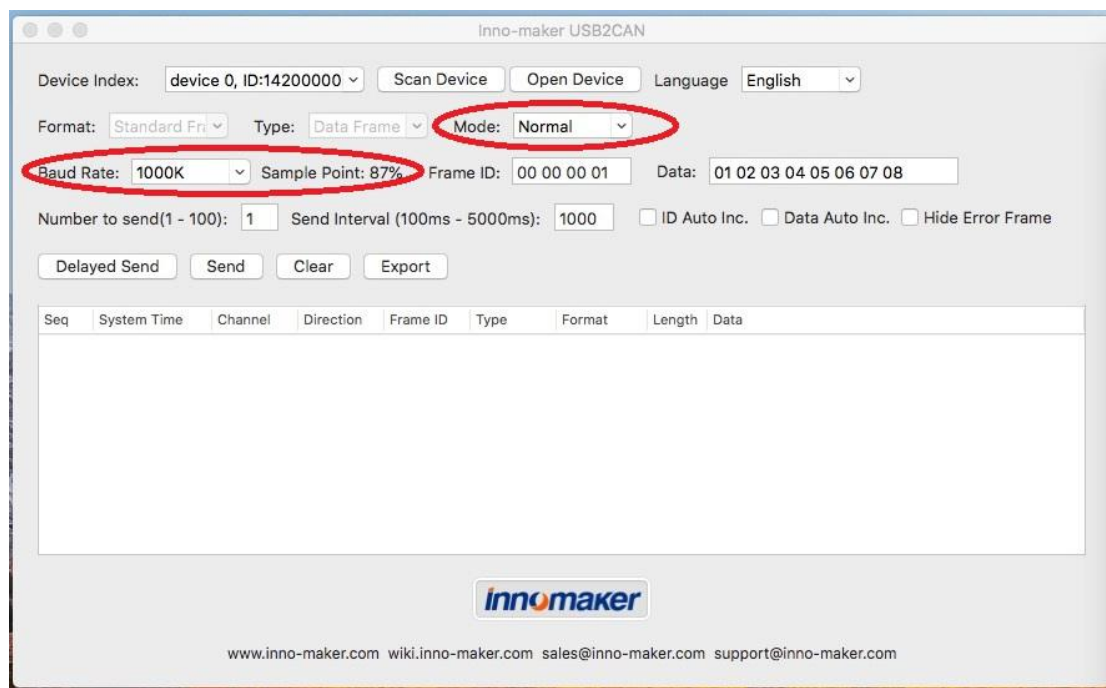 Inno-maker USB2CAN
Device Index: device 0, ID:14200000 Scan Device Open Device Language English
Format: Standard Fr Type: Data Frame Mode: Normal
Baud Rate: 1000K Sample Point: 87% Frame ID: 00 00 00 01 Data: 01 02 03 04 05 06 07 08
Number to send(1 - 100): 1 Send Interval (100ms - 5000ms): 1000 ID Auto Inc. Data Auto Inc. Hide Error Frame
Delayed Send Send Clear Export
Seq System Time Channel Direction Frame ID Type Format Length Data
innomaker
www.inno-maker.com wiki.inno-maker.com sales@inno-maker.com support@inno-maker.com